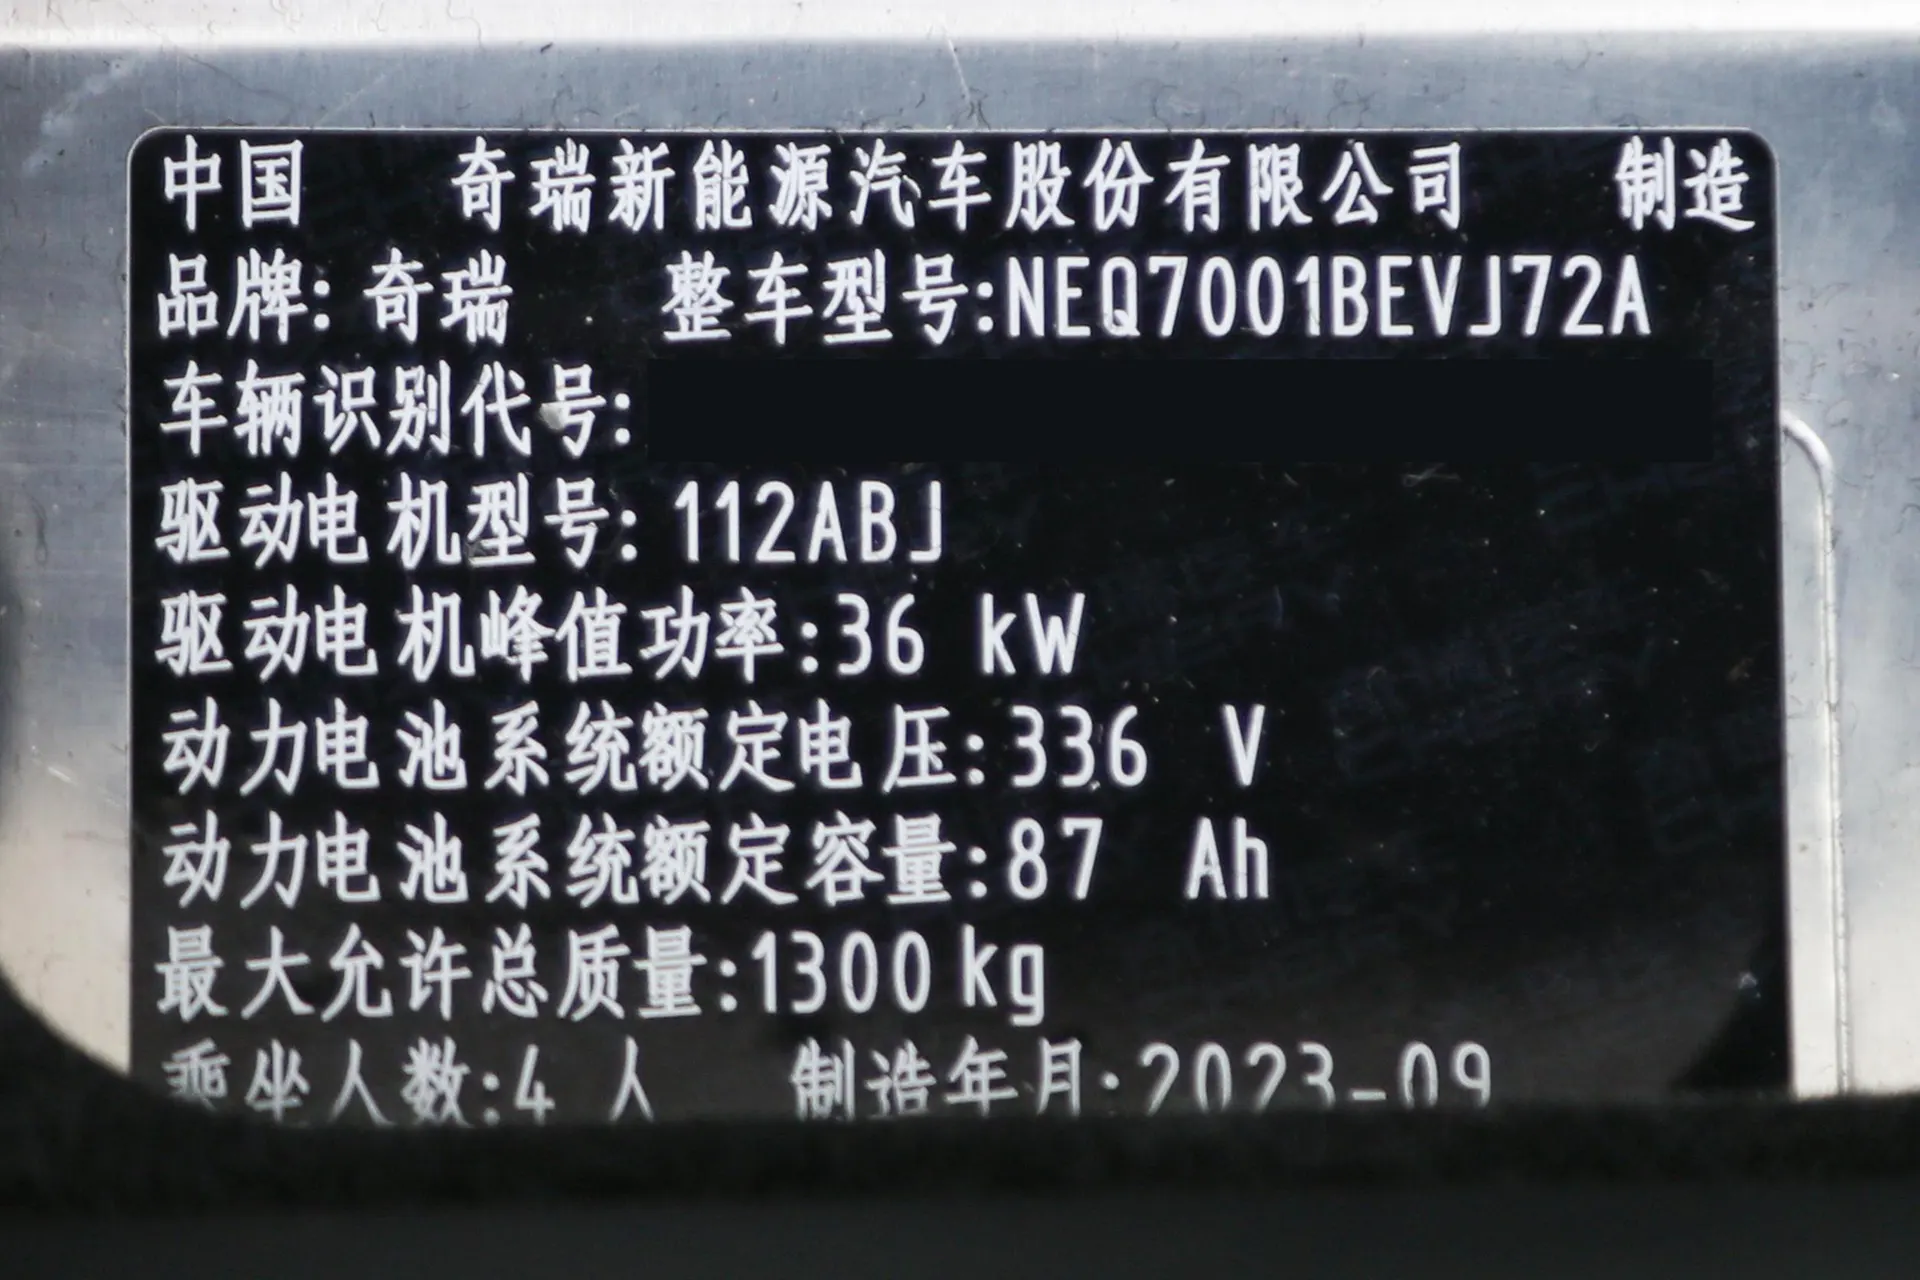 中国 奇瑞新能源汽车股份有限公司 制造
品牌: 奇瑞 整车型号:NEQ7001BEVJ72A
车辆识别代号:
驱动电机型号: 112ABJ
驱动电机峰值功率:36 kW
动力电池系统额定电压:336 V
动力电池系统额定容量:87 Ah
最大允许总质量:1300kg
乘坐人数:4 人 制造年月:2023-09